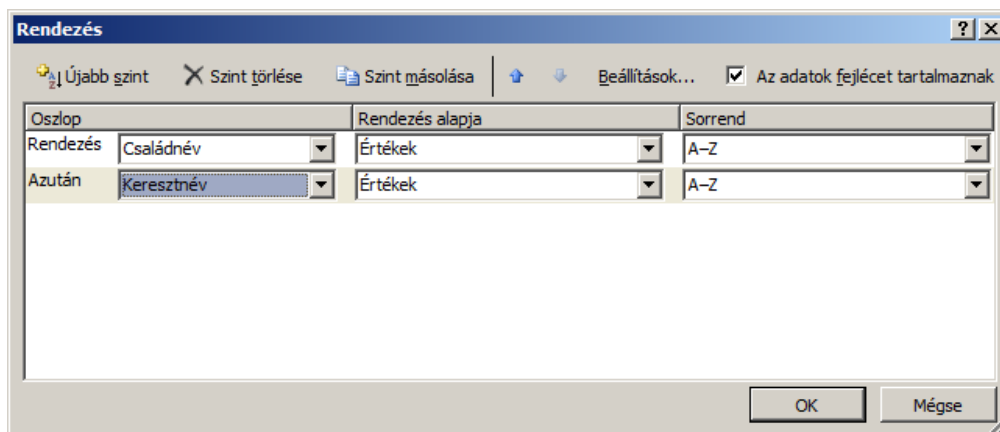 Rendezés
Újabb szint Szint törlése Szint másolása Beállítások... Az adatok fejlécet tartalmaznak
Oszlop Rendezés alapja Sorrend
Rendezés Családnév Értékek A–Z
Azután Keresztnév Értékek A–Z
OK Mégse